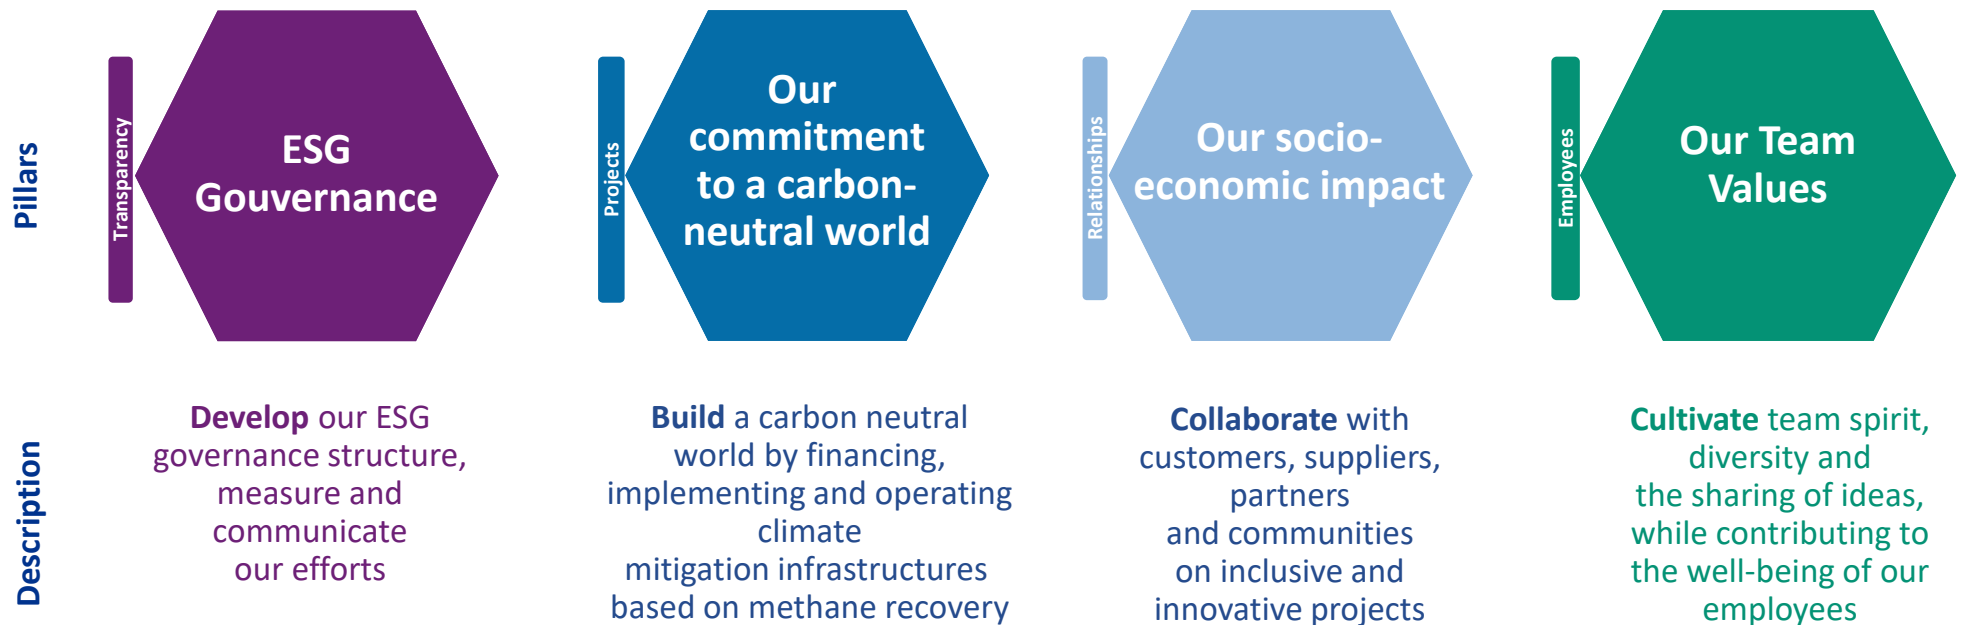 Pillars
Transparency
ESG
Gouvernance
Projects
Our
commitment
to a carbon-
neutral world
Relationships
Our socio-
economic impact
Employees
Our Team
Values
Description
Develop our ESG
governance structure,
measure and
communicate
our efforts
Build a carbon neutral
world by financing,
implementing and operating
climate
mitigation infrastructures
based on methane recovery
Collaborate with
customers, suppliers,
partners
and communities
on inclusive and
innovative projects
Cultivate team spirit,
diversity and
the sharing of ideas,
while contributing to
the well-being of our
employees